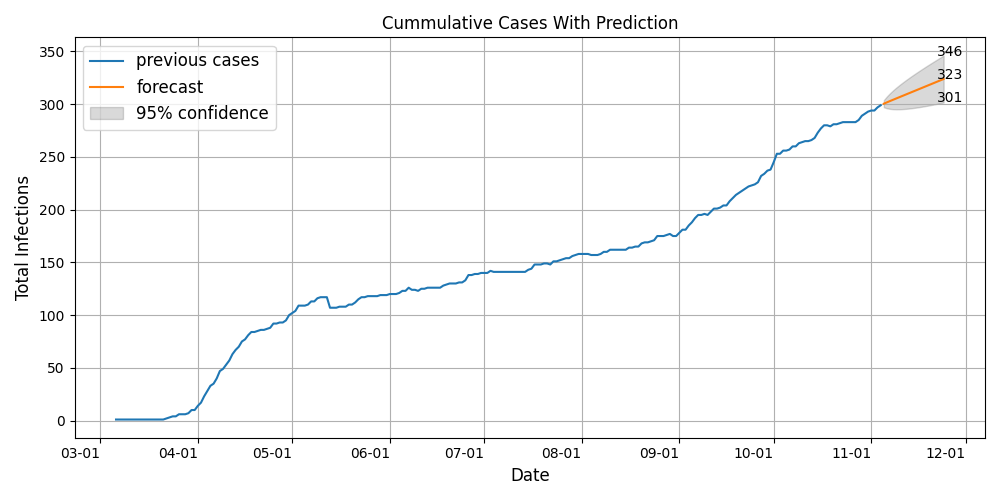 Cummulative Cases With Prediction
previous cases
forecast
95% confidence
346
323
301
350
300
250
200
150
100
50
0
Total Infections
03-01 04-01 05-01 06-01 07-01 08-01 09-01 10-01 11-01 12-01
Date